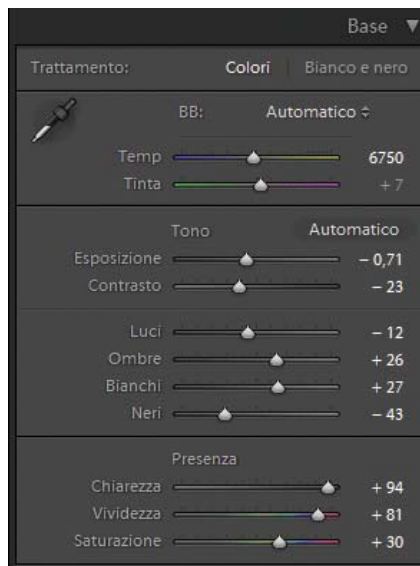 Base
Trattamento: Colori Bianco e nero
BB: Automatico
Temp 6750
Tinta + 7
Tono Automatico
Esposizione – 0,71
Contrasto – 23
Luci – 12
Ombre + 26
Bianchi + 27
Neri – 43
Presenza
Chiarezza + 94
Vividezza + 81
Saturazione + 30